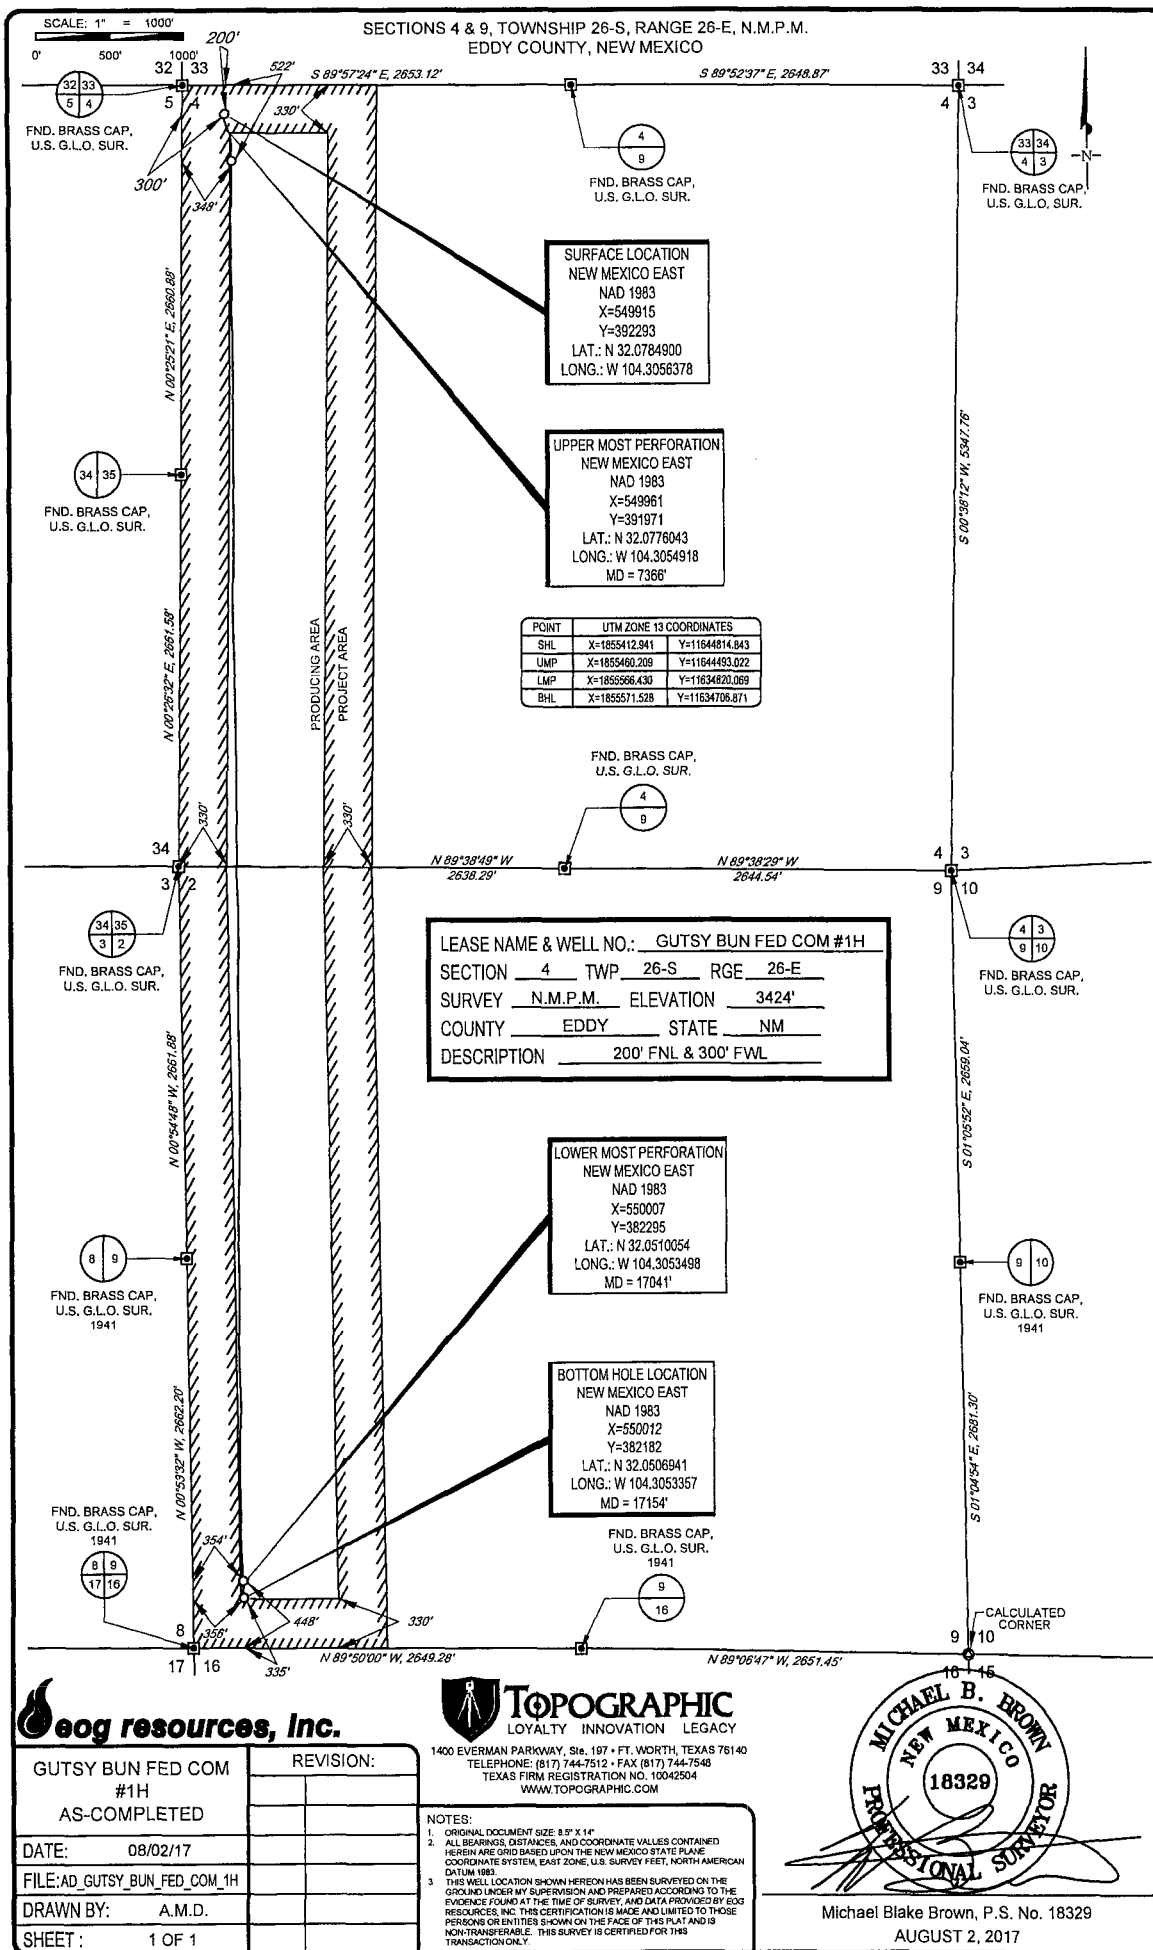 SCALE: 1" = 1000'
0' 500' 1000'
SECTIONS 4 & 9, TOWNSHIP 26-S, RANGE 26-E, N.M.P.M.
EDDY COUNTY, NEW MEXICO
200'
32 33
522'
S 89°57'24" E, 2653.12'
S 89°52'37" E, 2648.87'
33 34
32 33
5 4
5 4
4 3
FND. BRASS CAP,
U.S. G.L.O. SUR.
330'
4
9
FND. BRASS CAP,
U.S. G.L.O. SUR.
33 34
4 3
FND. BRASS CAP,
U.S. G.L.O. SUR.
N
300'
348'
SURFACE LOCATION
NEW MEXICO EAST
NAD 1983
X=549915
Y=392293
LAT.: N 32.0784900
LONG.: W 104.3056378
N 00°25'21" E, 2660.88'
UPPER MOST PERFORATION
NEW MEXICO EAST
NAD 1983
X=549961
Y=391971
LAT.: N 32.0776043
LONG.: W 104.3054918
MD = 7366'
S 00°38'12" W, 5347.76'
34 35
FND. BRASS CAP,
U.S. G.L.O. SUR.
N 00°26'32" E, 2661.58'
PRODUCING AREA
PROJECT AREA
POINT UTM ZONE 13 COORDINATES
SHL X=1855412.941 Y=11644814.843
UMP X=1855460.209 Y=11644493.022
LMP X=1855566.430 Y=11634820.069
BHL X=1855571.528 Y=11634706.871
FND. BRASS CAP,
U.S. G.L.O. SUR.
4
9
330'
330'
34
3 2
N 89°38'49" W
2638.29'
N 89°38'29" W
2644.54'
4 3
9 10
34 35
3 2
FND. BRASS CAP,
U.S. G.L.O. SUR.
4 3
9 10
FND. BRASS CAP,
U.S. G.L.O. SUR.
LEASE NAME & WELL NO.: GUTSY BUN FED COM #1H
SECTION 4 TWP 26-S RGE 26-E
SURVEY N.M.P.M. ELEVATION 3424'
COUNTY EDDY STATE NM
DESCRIPTION 200' FNL & 300' FWL
N 00°54'48" W, 2661.88'
S 01°05'52" E, 2659.04'
LOWER MOST PERFORATION
NEW MEXICO EAST
NAD 1983
X=550007
Y=382295
LAT.: N 32.0510054
LONG.: W 104.3053498
MD = 17041'
8 9
FND. BRASS CAP,
U.S. G.L.O. SUR.
1941
9 10
FND. BRASS CAP,
U.S. G.L.O. SUR.
1941
BOTTOM HOLE LOCATION
NEW MEXICO EAST
NAD 1983
X=550012
Y=382182
LAT.: N 32.0506941
LONG.: W 104.3053357
MD = 17154'
N 00°53'32" W, 2662.20'
S 01°04'54" E, 2681.30'
FND. BRASS CAP,
U.S. G.L.O. SUR.
1941
8 9
17 16
354'
FND. BRASS CAP,
U.S. G.L.O. SUR.
1941
9
16
356'
448'
330'
335'
8
17 16
N 89°50'00" W, 2649.28'
N 89°06'47" W, 2651.45'
CALCULATED
CORNER
9 10
16 15
eog resources, inc.
TOPOGRAPHIC
LOYALTY INNOVATION LEGACY
1400 EVERMAN PARKWAY, Ste. 197 • FT. WORTH, TEXAS 76140
TELEPHONE: (817) 744-7512 • FAX (817) 744-7548
TEXAS FIRM REGISTRATION NO. 10042504
WWW.TOPOGRAPHIC.COM
GUTSY BUN FED COM
#1H
AS-COMPLETED
REVISION:
DATE: 08/02/17
FILE:AD_GUTSY_BUN_FED_COM_1H
DRAWN BY: A.M.D.
SHEET : 1 OF 1
NOTES:
1. ORIGINAL DOCUMENT SIZE: 8.5" X 14"
2. ALL BEARINGS, DISTANCES, AND COORDINATE VALUES CONTAINED
HEREIN ARE GRID BASED UPON THE NEW MEXICO STATE PLANE
COORDINATE SYSTEM, EAST ZONE, U.S. SURVEY FEET, NORTH AMERICAN
DATUM 1983.
3 THIS WELL LOCATION SHOWN HEREON HAS BEEN SURVEYED ON THE
GROUND UNDER MY SUPERVISION AND PREPARED ACCORDING TO THE
EVIDENCE FOUND AT THE TIME OF SURVEY, AND DATA PROVIDED BY EOG
RESOURCES, INC. THIS CERTIFICATION IS MADE AND LIMITED TO THOSE
PERSONS OR ENTITIES SHOWN ON THE FACE OF THIS PLAT AND IS
NON-TRANSFERABLE. THIS SURVEY IS CERTIFIED FOR THIS
TRANSACTION ONLY.
MICHAEL B. BROWN
NEW MEXICO
18329
PROFESSIONAL SURVEYOR
Michael Blake Brown, P.S. No. 18329
AUGUST 2, 2017